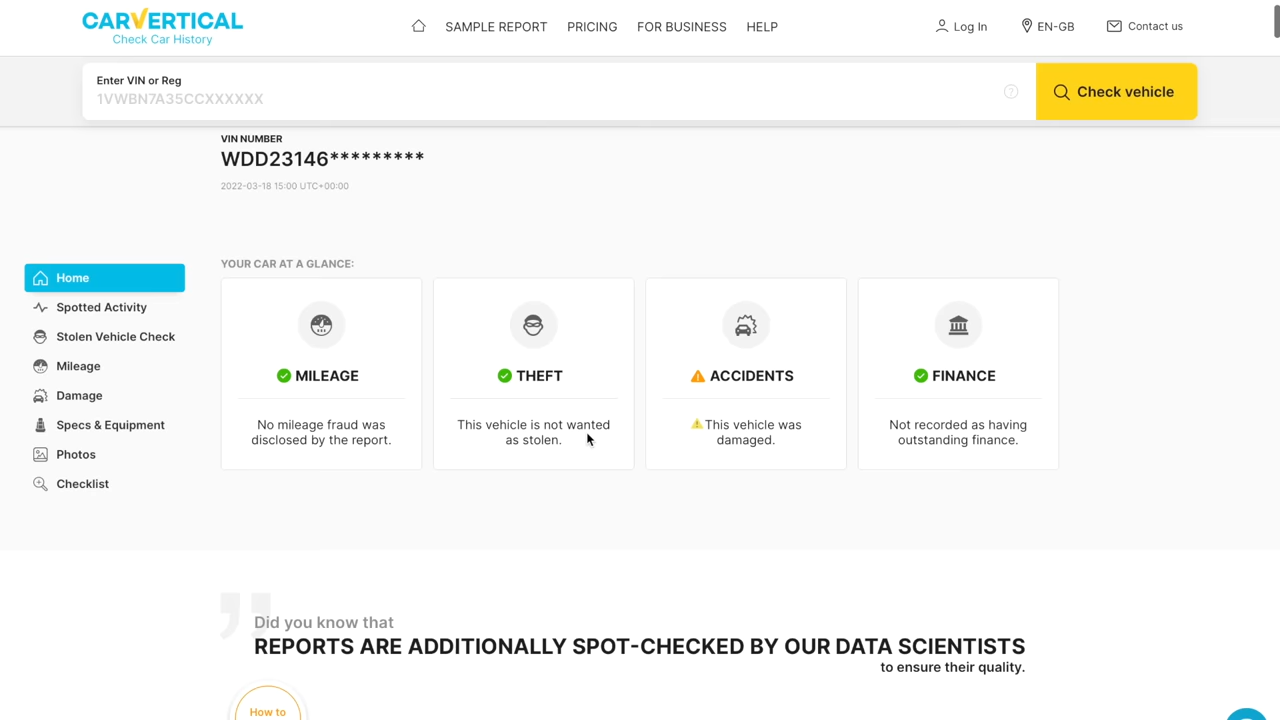 CARVERTICAL
Check Car History
SAMPLE REPORT
PRICING
FOR BUSINESS
HELP
Log In
EN-GB
Contact us
Enter VIN or Reg
1VWBN7A35CCXXXXXX
?
Check vehicle
VIN NUMBER
WDD23146*********
2022-03-18 15:00 UTC+00:00
Home
Spotted Activity
Stolen Vehicle Check
Mileage
Damage
Specs & Equipment
Photos
Checklist
YOUR CAR AT A GLANCE:
MILEAGE
No mileage fraud was
disclosed by the report.
THEFT
This vehicle is not wanted
as stolen.
ACCIDENTS
⚠This vehicle was
damaged.
FINANCE
Not recorded as having
outstanding finance.
Did you know that
REPORTS ARE ADDITIONALLY SPOT-CHECKED BY OUR DATA SCIENTISTS
to ensure their quality.
How to